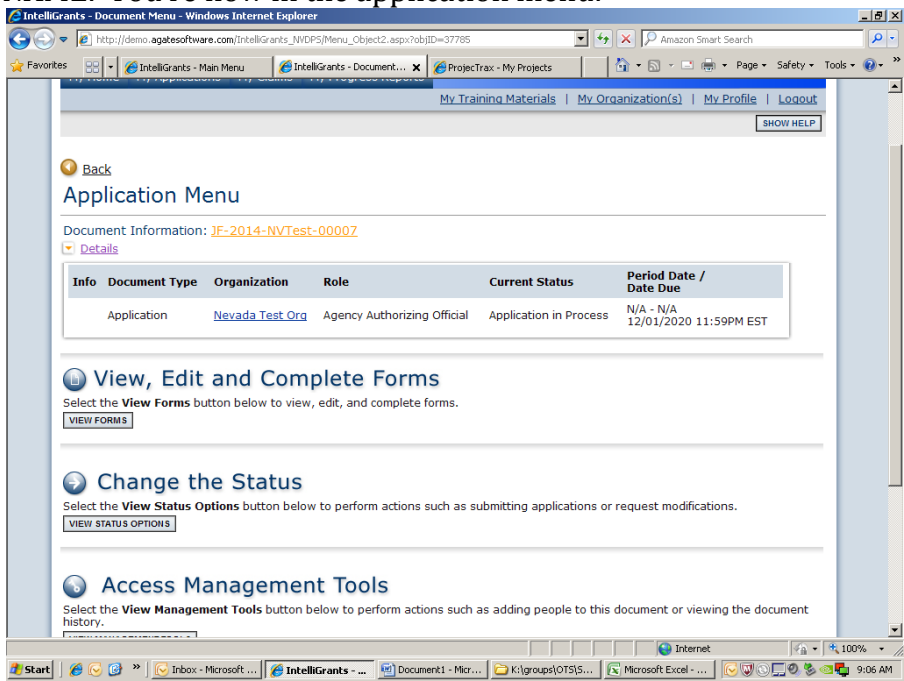 IntelliGrants - Document Menu - Windows Internet Explorer
http://demo.agatesoftware.com/IntelliGrants_NVDPS/Menu_Object2.aspx?objID=37785
Amazon Smart Search
Favorites
IntelliGrants - Main Menu
IntelliGrants - Document...
ProjecTrax - My Projects
Page
Safety
Tools
My Training Materials | My Organization(s) | My Profile | Logout
SHOW HELP
Back
Application Menu
Document Information: JF-2014-NVTest-00007
Details
Info Document Type Organization Role Current Status Period Date /
Date Due
Application Nevada Test Org Agency Authorizing Official Application in Process N/A - N/A
12/01/2020 11:59PM EST
View, Edit and Complete Forms
Select the View Forms button below to view, edit, and complete forms.
VIEW FORMS
Change the Status
Select the View Status Options button below to perform actions such as submitting applications or request modifications.
VIEW STATUS OPTIONS
Access Management Tools
Select the View Management Tools button below to perform actions such as adding people to this document or viewing the document
history.
Internet
100%
Start
Inbox - Microsoft ...
IntelliGrants - ...
Document1 - Micr...
K:\groups\OTS\S...
Microsoft Excel - ...
9:06 AM